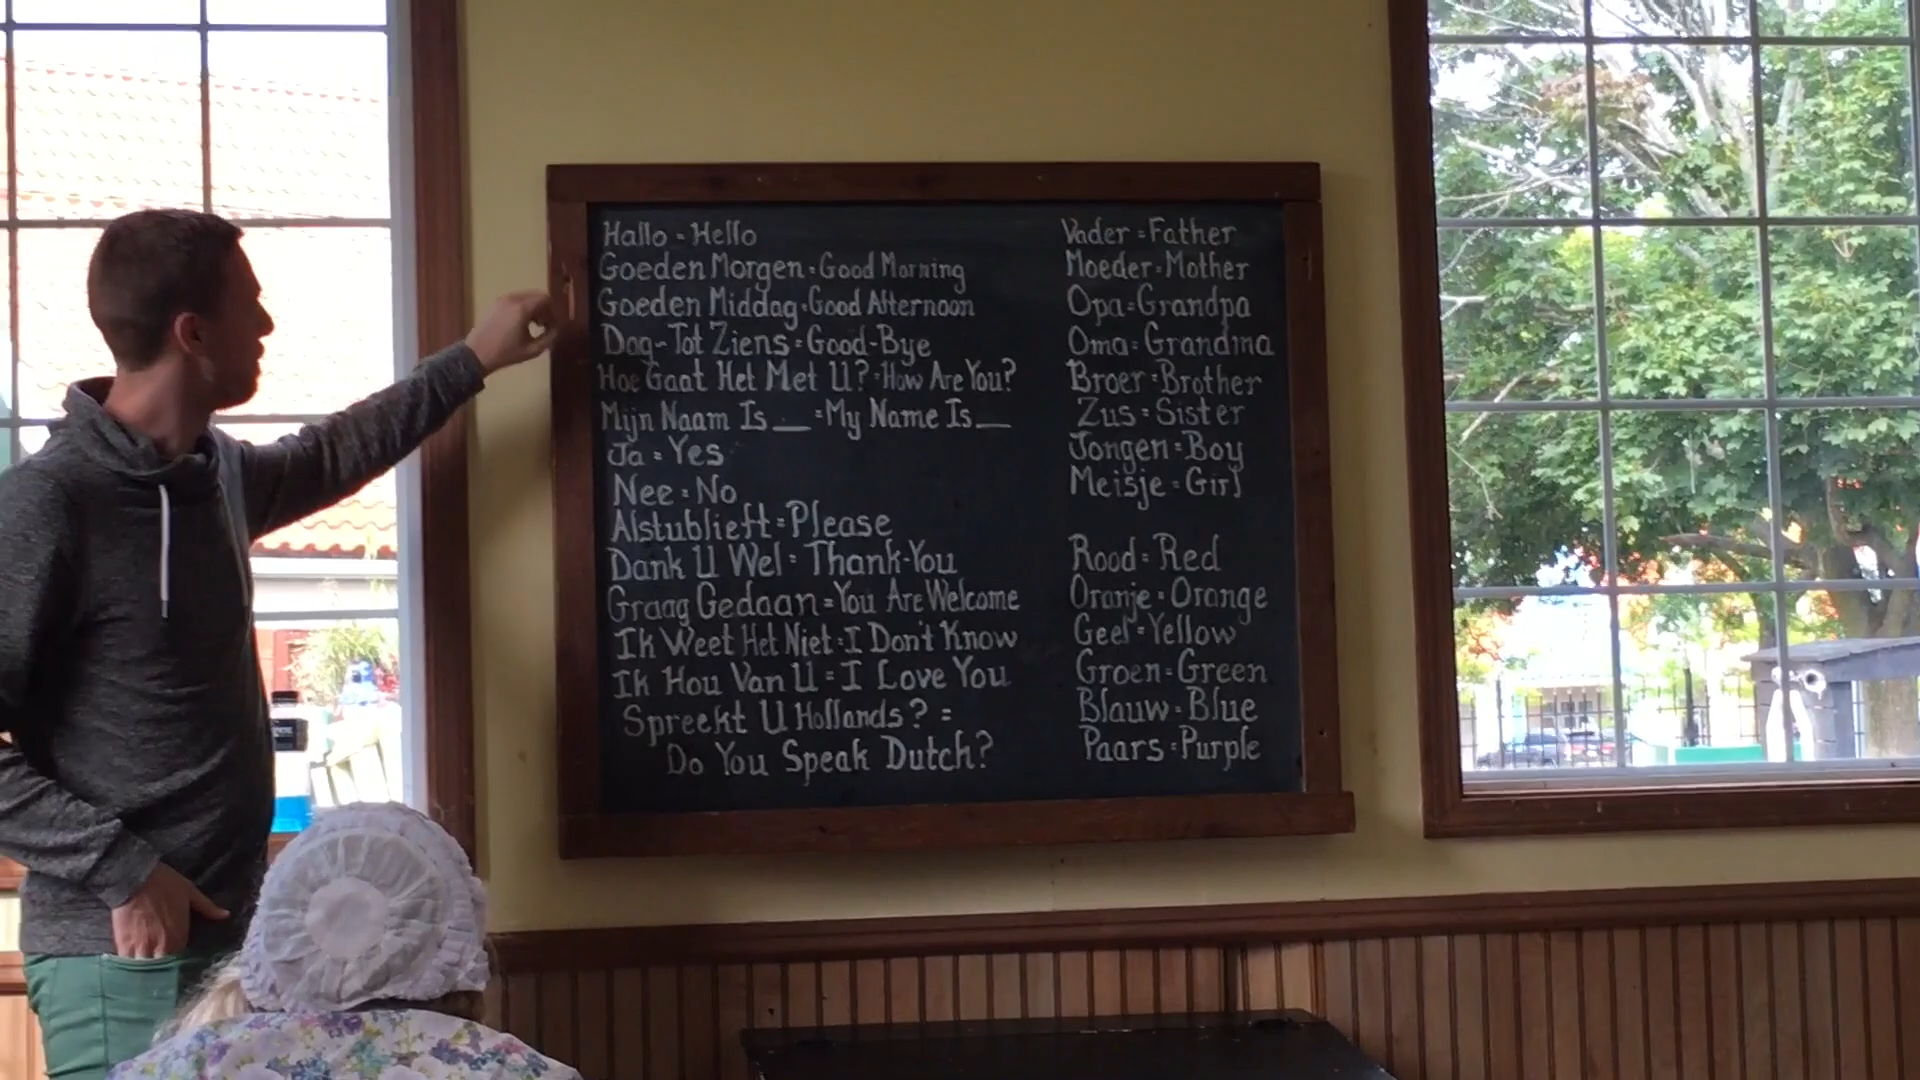 Hallo = Hello
Goeden Morgen = Good Morning
Goeden Middag = Good Afternoon
Dag - Tot Ziens = Good-Bye
Hoe Gaat Het Met U? = How Are You?
Mijn Naam Is __ = My Name Is __
Ja = Yes
Nee = No
Alstublieft = Please
Dank U Wel = Thank-You
Graag Gedaan = You Are Welcome
Ik Weet Het Niet = I Don't Know
Ik Hou Van U = I Love You
Spreekt U Hollands? =
Do You Speak Dutch?
Vader = Father
Moeder = Mother
Opa = Grandpa
Oma = Grandma
Broer = Brother
Zus = Sister
Jongen = Boy
Meisje = Girl
Rood = Red
Oranje = Orange
Geel = Yellow
Groen = Green
Blauw = Blue
Paars = Purple